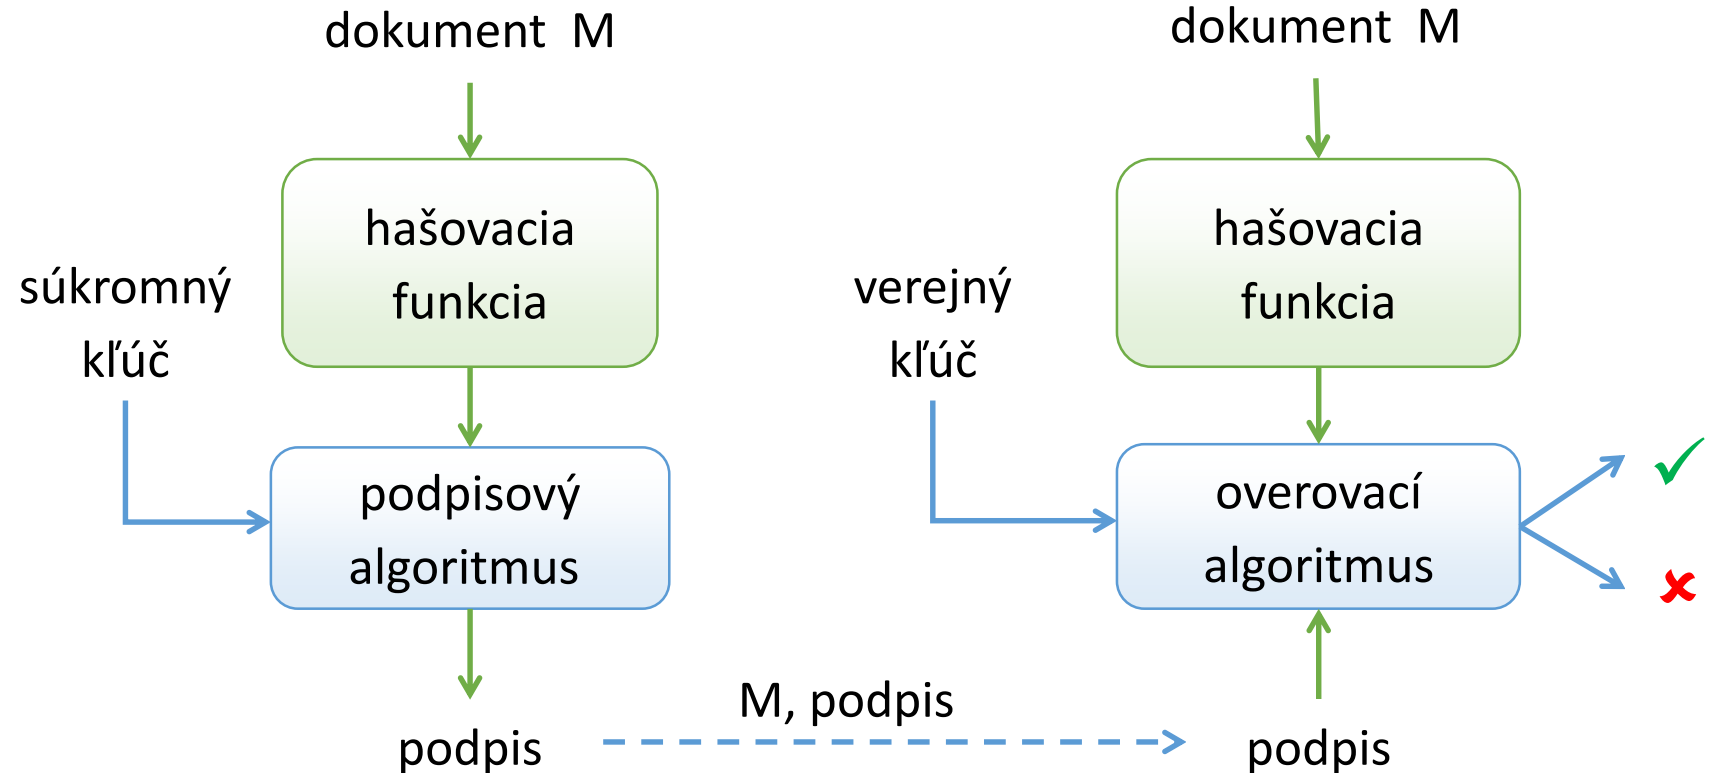 dokument M
hašovacia
funkcia
súkromný
kľúč
podpisový
algoritmus
podpis
M, podpis
dokument M
hašovacia
funkcia
verejný
kľúč
overovací
algoritmus
podpis